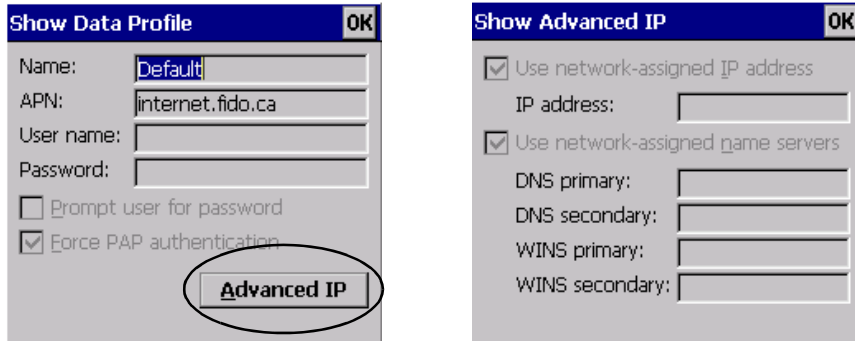 Show Data Profile OK
Name: Default
APN: internet.fido.ca
User name:
Password:
Prompt user for password
Force PAP authentication
Advanced IP
Show Advanced IP OK
Use network-assigned IP address
IP address:
Use network-assigned name servers
DNS primary:
DNS secondary:
WINS primary:
WINS secondary: